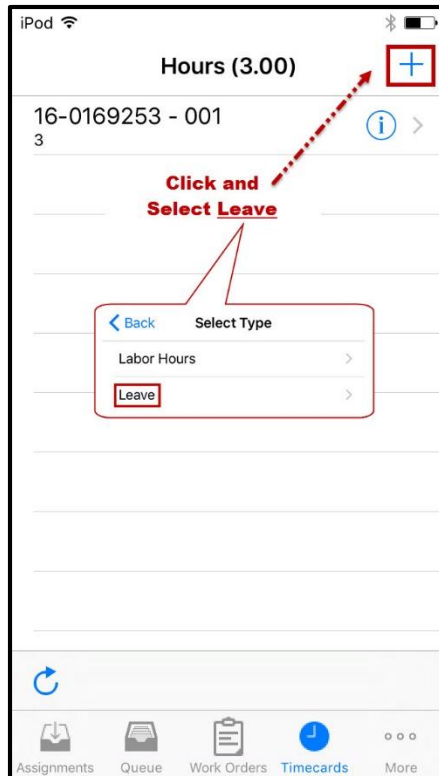 iPod
Hours (3.00)
16-0169253 - 001
3
Click and
Select Leave
Back Select Type
Labor Hours
Leave
Assignments Queue Work Orders Timecards More